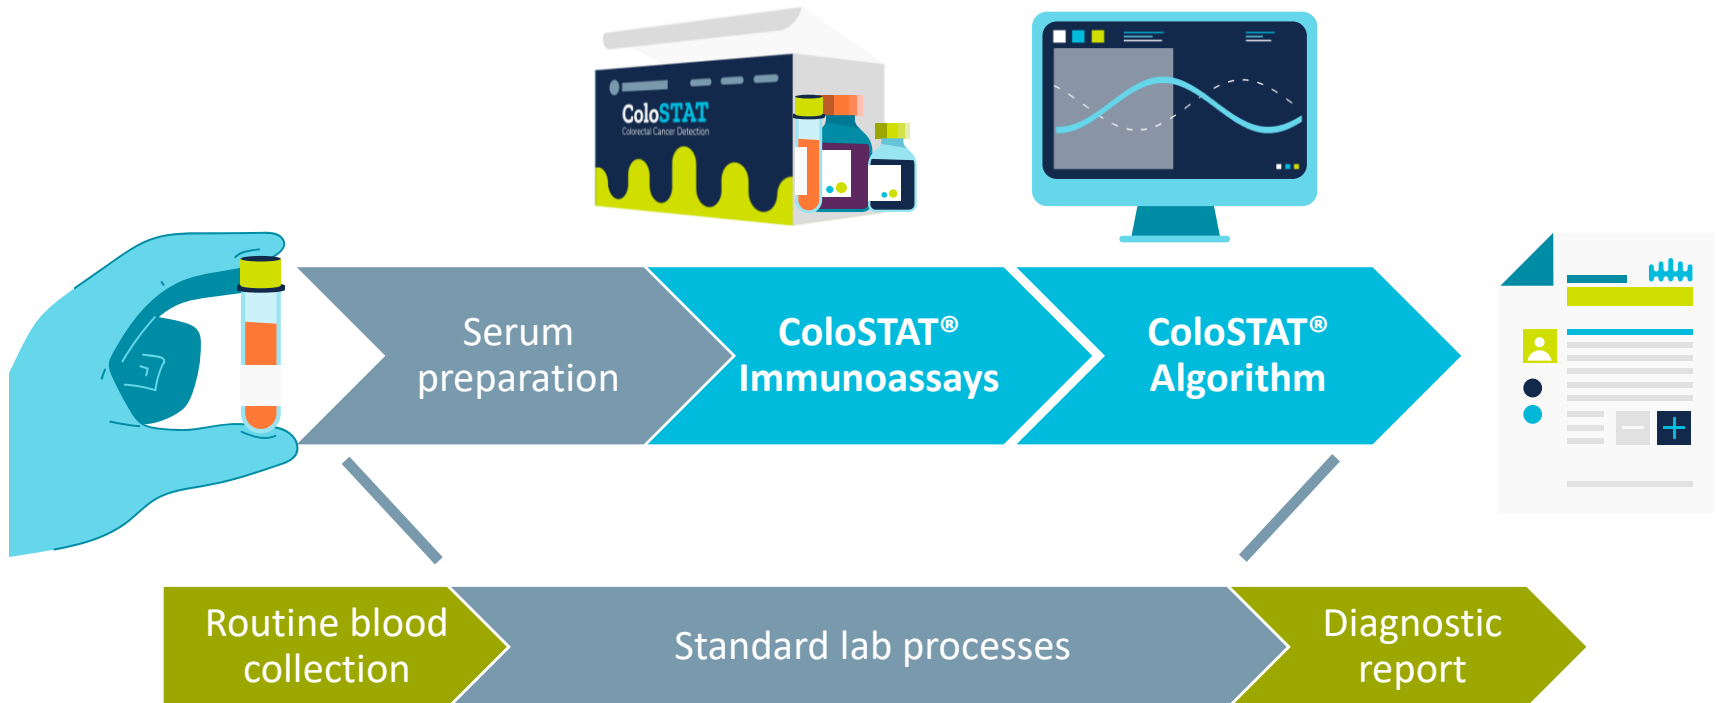 ColoSTAT
Colorectal Cancer Detection
Serum
preparation
ColoSTAT®
Immunoassays
ColoSTAT®
Algorithm
Routine blood
collection
Standard lab processes
Diagnostic
report